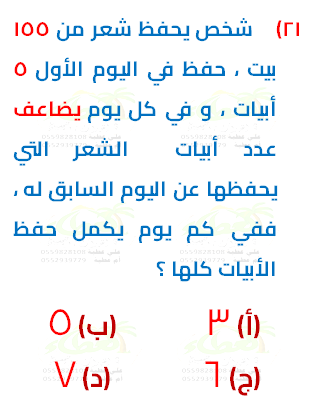 ٢١) شخص يحفظ شعر من ١٥٥
بيت ، حفظ في اليوم الأول ٥
أبيات ، و في كل يوم يضاعف
عدد أبيات الشعر التي
يحفظها عن اليوم السابق له ،
ففي كم يوم يكمل حفظ
الأبيات كلها ؟
(أ) ٣ (ب) ٥
(ج) ٦ (د) ٧